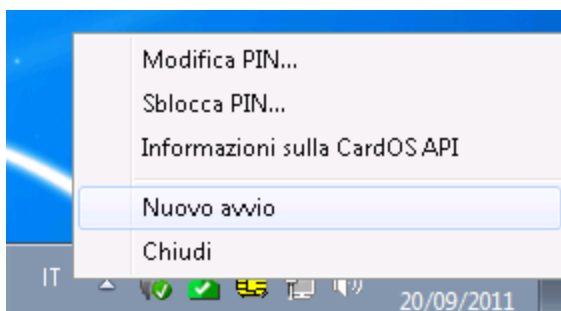 Modifica PIN...
Sblocca PIN...
Informazioni sulla CardOS API
Nuovo avvio
Chiudi
IT
20/09/2011